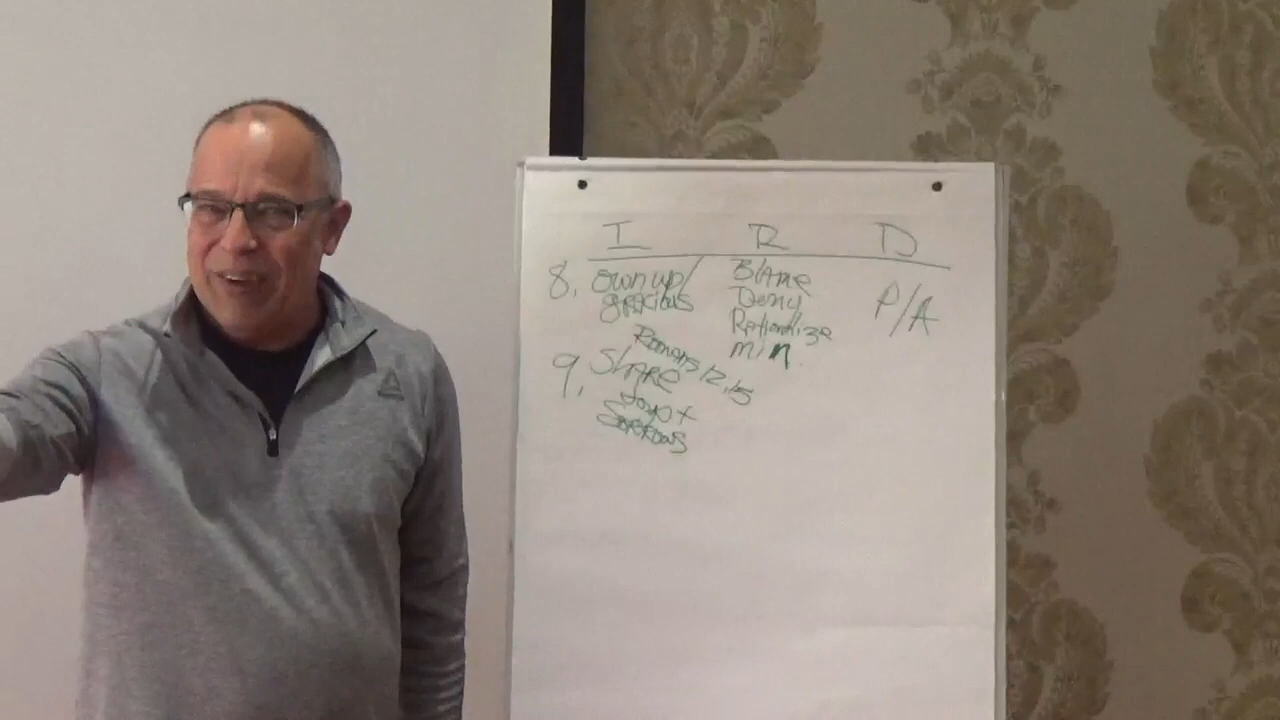 I R D
8. own up/ Blame P/A
gracious Deny
Rationalize
min.
Romans 12.15
9. Share
Joys +
Sorrows